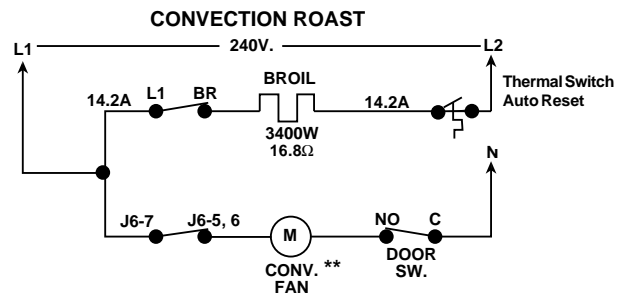 CONVECTION ROAST
L1
240V.
L2
14.2A
L1
BR
BROIL
14.2A
Thermal Switch
Auto Reset
3400W
16.8Ω
N
J6-7
J6-5, 6
M
NO
C
CONV. **
FAN
DOOR
SW.